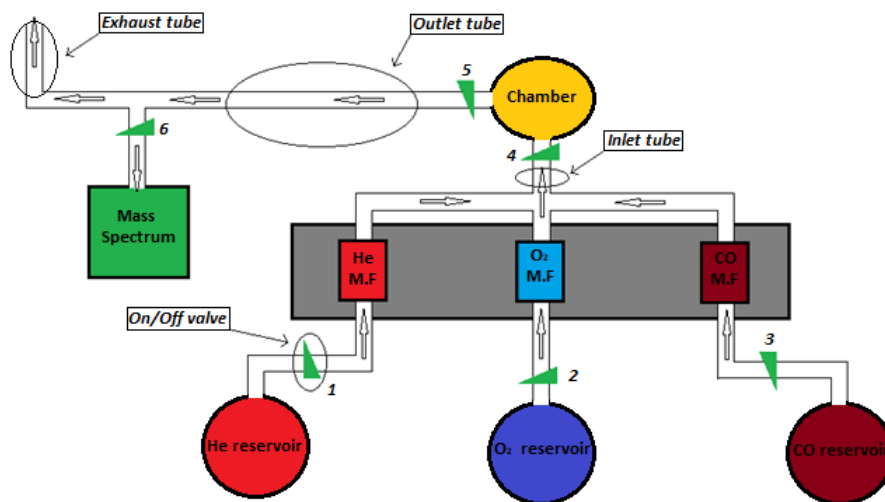 Exhaust tube
Outlet tube
5
Chamber
6
4
Inlet tube
Mass
Spectrum
He
M.F
O₂
M.F
CO
M.F
On/Off valve
1
2
3
He reservoir
O₂ reservoir
CO reservoir